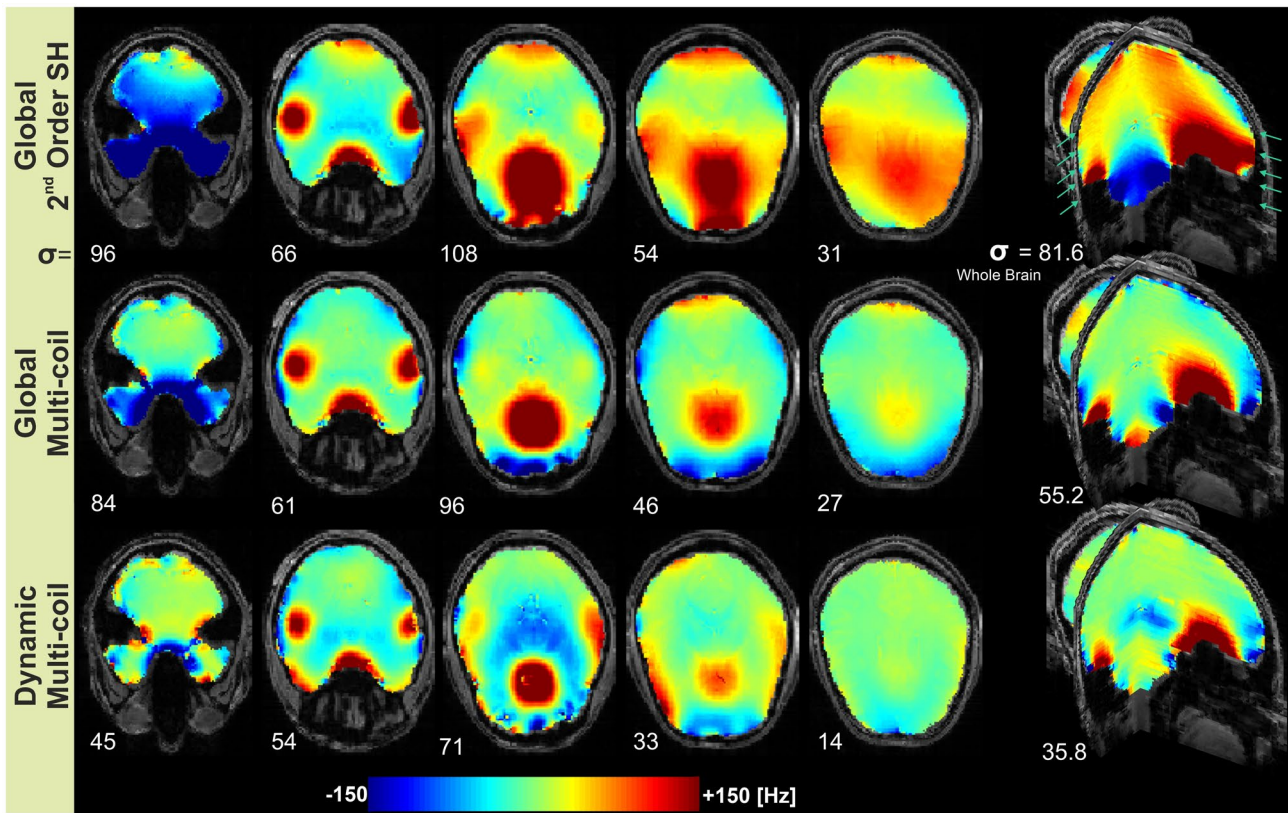 Global
2nd Order SH
σ =
96
66
108
54
31
σ = 81.6
Whole Brain
Global
Multi-coil
84
61
96
46
27
55.2
Dynamic
Multi-coil
45
54
71
33
14
35.8
-150
+150 [Hz]